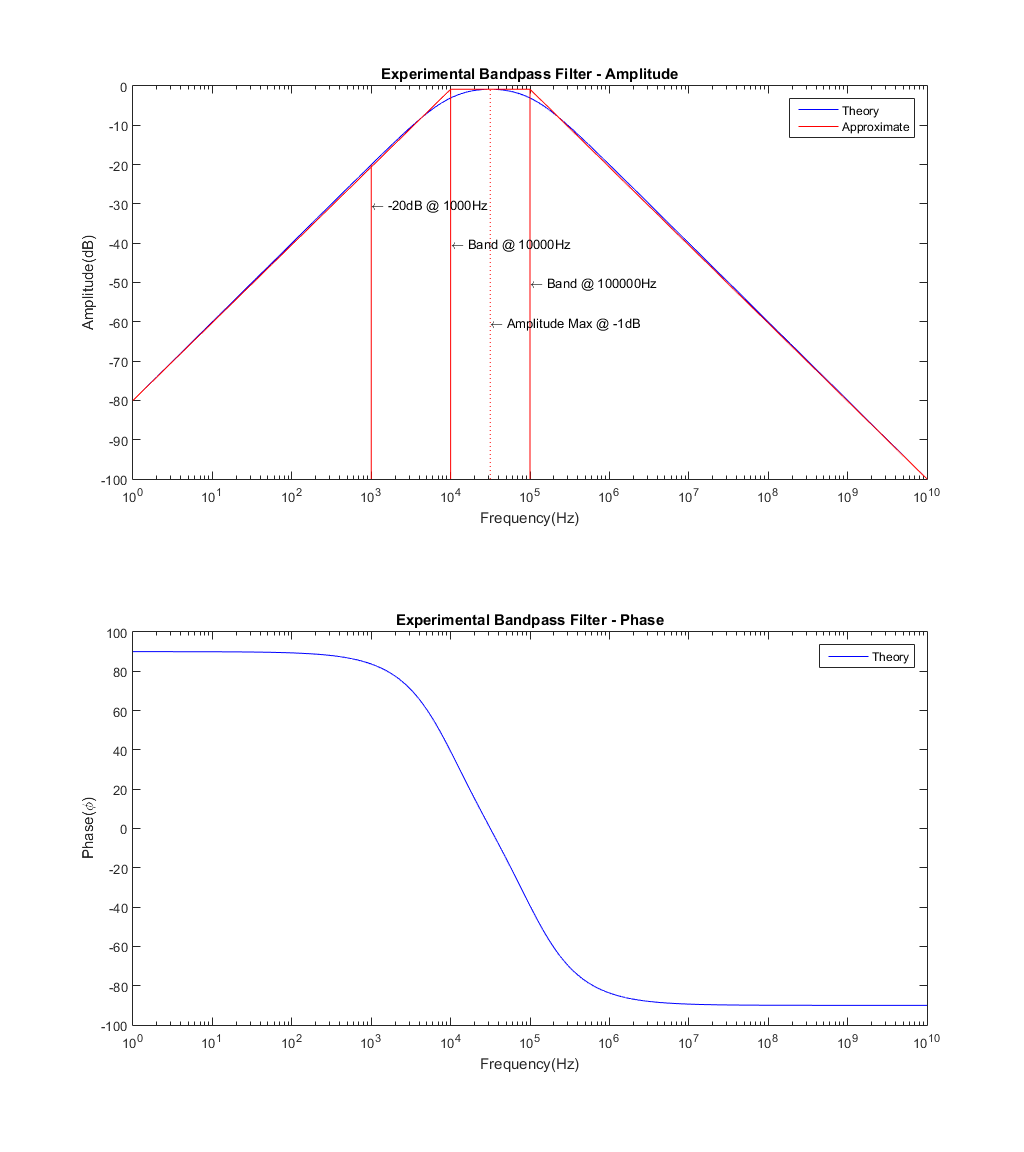 Experimental Bandpass Filter - Amplitude
Theory
Approximate
0
-10
-20
-30
-40
-50
-60
-70
-80
-90
-100
Amplitude(dB)
← -20dB @ 1000Hz
← Band @ 10000Hz
← Band @ 100000Hz
← Amplitude Max @ -1dB
10^0 10^1 10^2 10^3 10^4 10^5 10^6 10^7 10^8 10^9 10^10
Frequency(Hz)
Experimental Bandpass Filter - Phase
Theory
100
80
60
40
20
0
-20
-40
-60
-80
-100
Phase(ϕ)
10^0 10^1 10^2 10^3 10^4 10^5 10^6 10^7 10^8 10^9 10^10
Frequency(Hz)